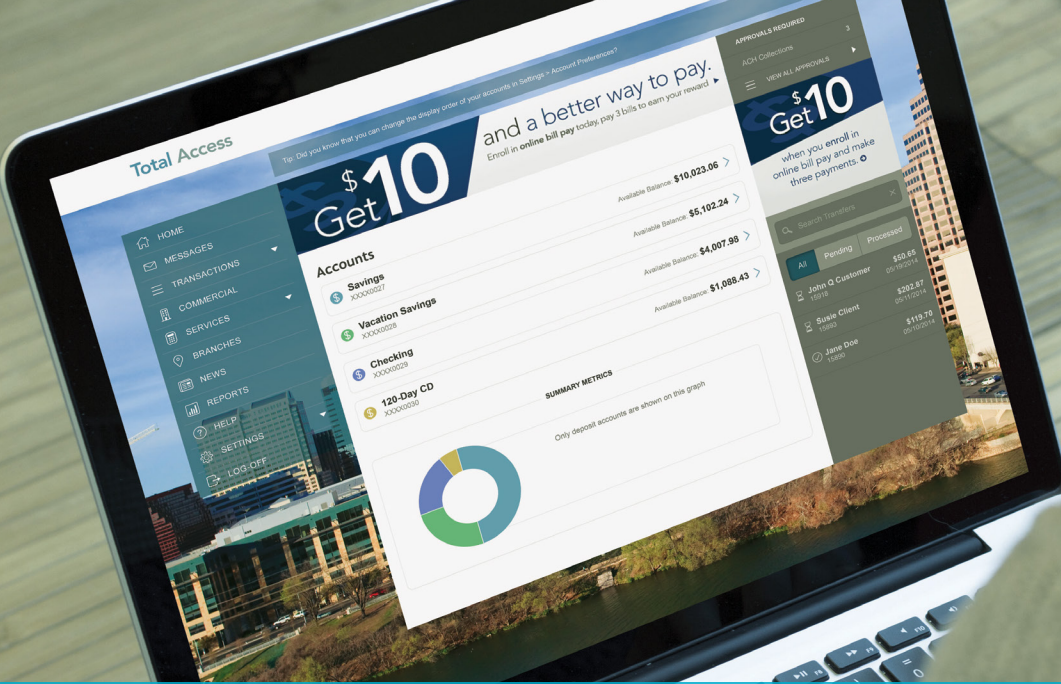 Total Access
Tip: Did you know that you can change the display order of your accounts in Settings > Account Preferences?
HOME
MESSAGES
TRANSACTIONS
COMMERCIAL
SERVICES
BRANCHES
NEWS
REPORTS
HELP
SETTINGS
LOG OFF
Get $10
and a better way to pay.
Enroll in online bill pay today, pay 3 bills to earn your reward
Accounts
Savings
XXXX0027
Available Balance: $10,023.06
Vacation Savings
XXXX0028
Available Balance: $5,102.24
Checking
XXXX0029
Available Balance: $4,007.98
120-Day CD
XXXX0030
Available Balance: $1,088.43
SUMMARY METRICS
Only deposit accounts are shown on this graph
APPROVALS REQUIRED
ACH Collections 3
VIEW ALL APPROVALS
Get $10
when you enroll in
online bill pay and make
three payments.
Search Transfers
All Pending Processed
John Q Customer $50.65
15916 05/19/2014
Susie Client $202.87
15893 05/11/2014
Jane Doe $119.70
15890 05/10/2014
F8
F9
F10